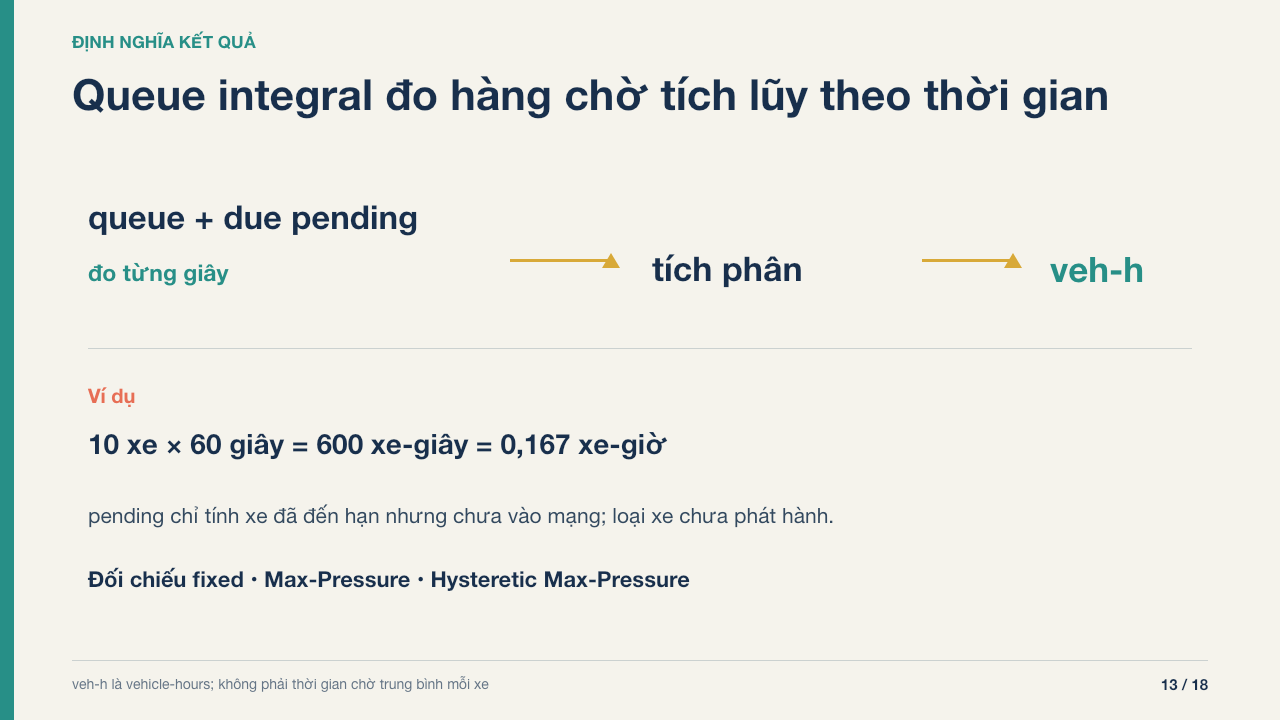 ĐỊNH NGHĨA KẾT QUẢ
Queue integral đo hàng chờ tích lũy theo thời gian
queue + due pending
đo từng giây
tích phân
veh-h
Ví dụ
10 xe × 60 giây = 600 xe-giây = 0,167 xe-giờ
pending chỉ tính xe đã đến hạn nhưng chưa vào mạng; loại xe chưa phát hành.
Đối chiếu fixed · Max-Pressure · Hysteretic Max-Pressure
veh-h là vehicle-hours; không phải thời gian chờ trung bình mỗi xe
13 / 18